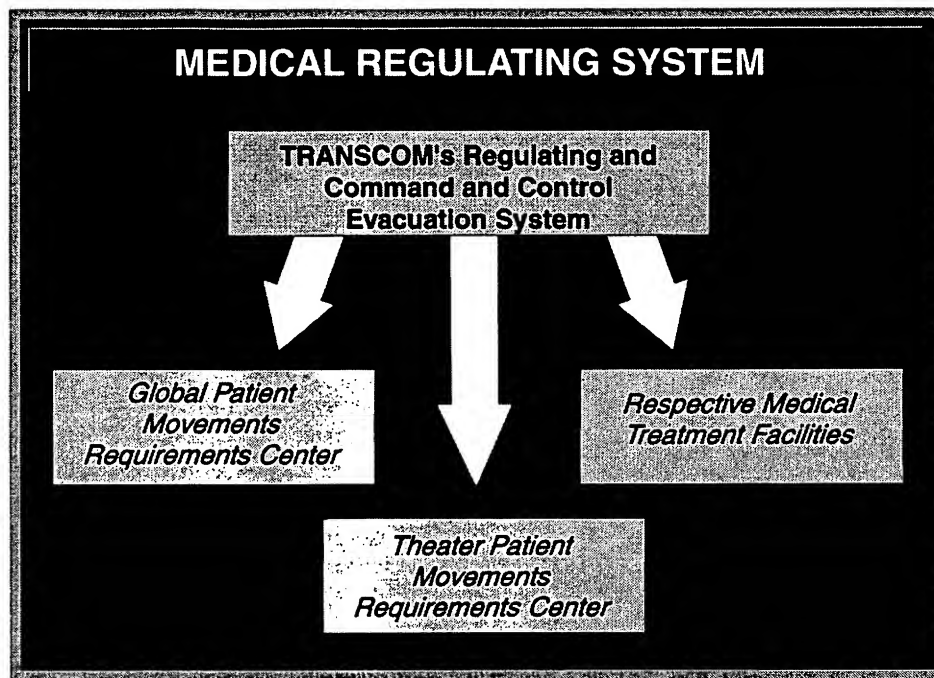 MEDICAL REGULATING SYSTEM
TRANSCOM's Regulating and
Command and Control
Evacuation System
Global Patient
Movements
Requirements Center
Respective Medical
Treatment Facilities
Theater Patient
Movements
Requirements Center